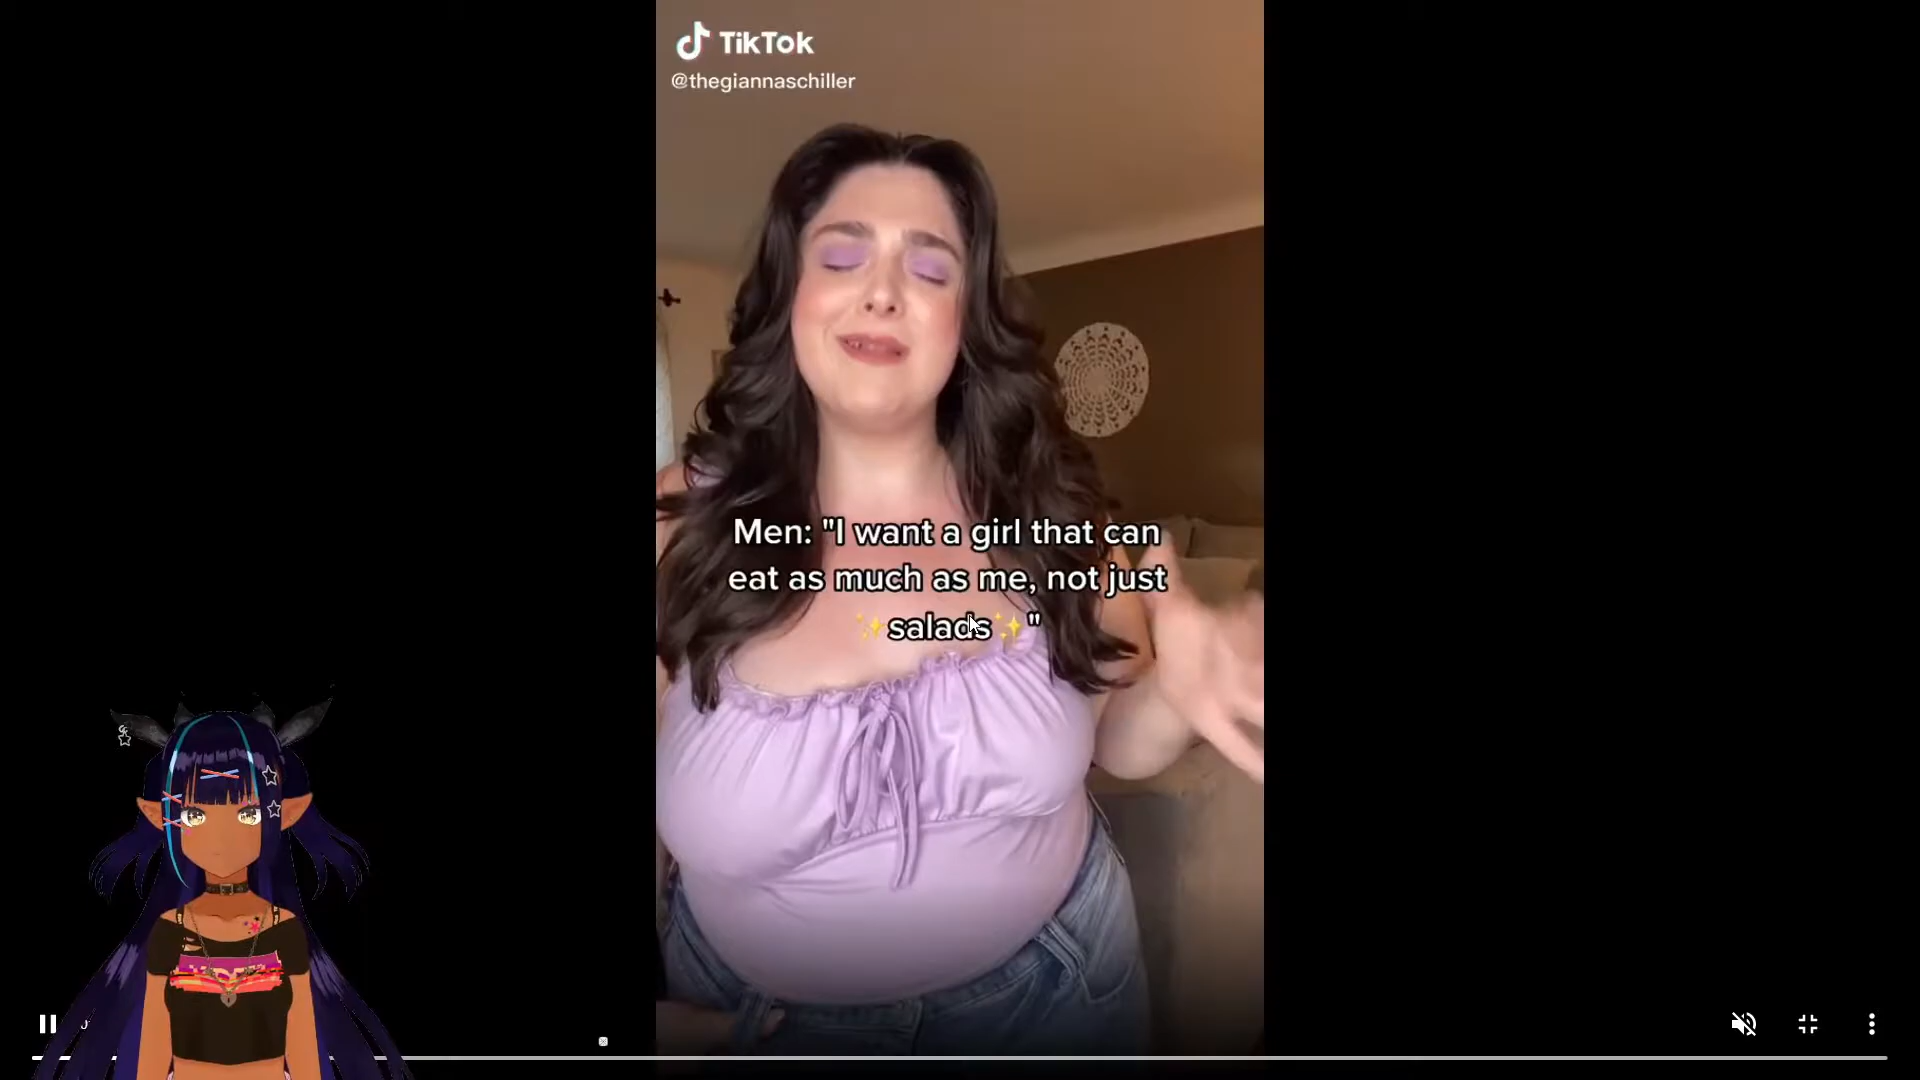 TikTok
@thegiannaschiller
Men: "I want a girl that can
eat as much as me, not just
✨salads✨"